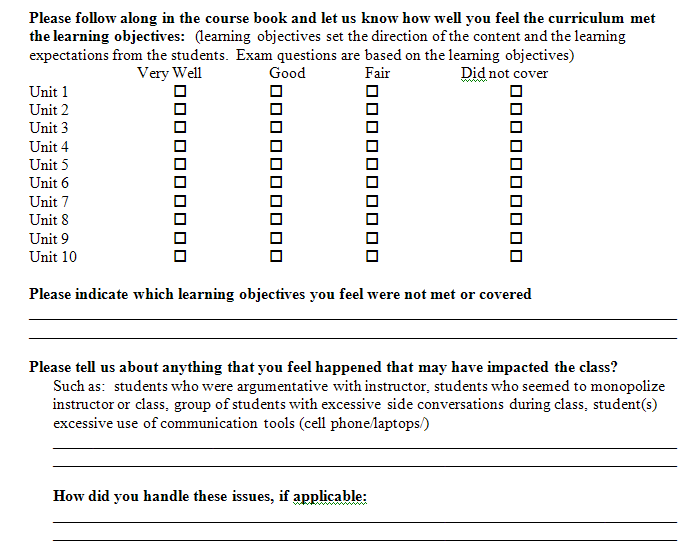 Please follow along in the course book and let us know how well you feel the curriculum met
the learning objectives: (learning objectives set the direction of the content and the learning
expectations from the students. Exam questions are based on the learning objectives)
Very Well Good Fair Did not cover
Unit 1 □ □ □ □
Unit 2 □ □ □ □
Unit 3 □ □ □ □
Unit 4 □ □ □ □
Unit 5 □ □ □ □
Unit 6 □ □ □ □
Unit 7 □ □ □ □
Unit 8 □ □ □ □
Unit 9 □ □ □ □
Unit 10 □ □ □ □
Please indicate which learning objectives you feel were not met or covered
Please tell us about anything that you feel happened that may have impacted the class?
Such as: students who were argumentative with instructor, students who seemed to monopolize
instructor or class, group of students with excessive side conversations during class, student(s)
excessive use of communication tools (cell phone/laptops/)
How did you handle these issues, if applicable: